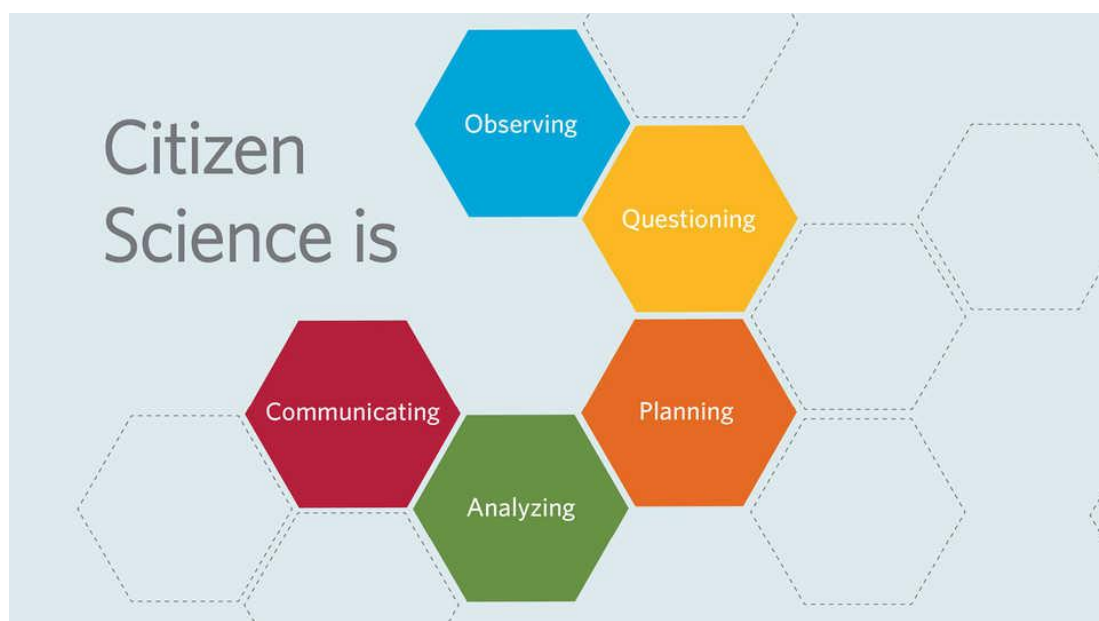 Citizen
Science is
Observing
Questioning
Planning
Analyzing
Communicating